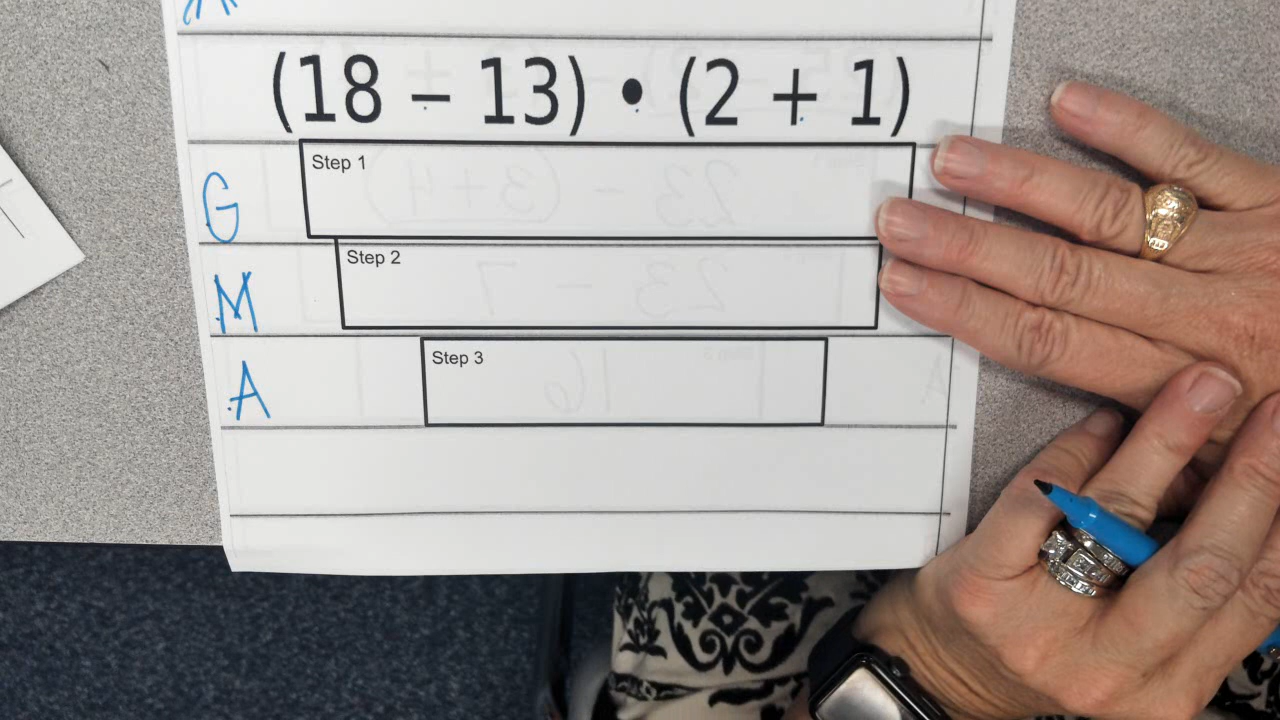 (18 − 13) • (2 + 1)
G Step 1
M Step 2
A Step 3